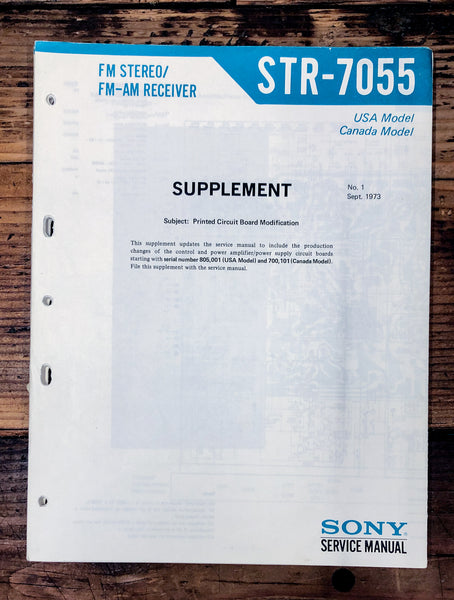 FM STEREO/
FM-AM RECEIVER
STR-7055
USA Model
Canada Model
SUPPLEMENT
No. 1
Sept. 1973
Subject: Printed Circuit Board Modification
This supplement updates the service manual to include the production
changes of the control and power amplifier/power supply circuit boards
starting with serial number 805,001 (USA Model) and 700,101 (Canada Model).
File this supplement with the service manual.
SONY
SERVICE MANUAL